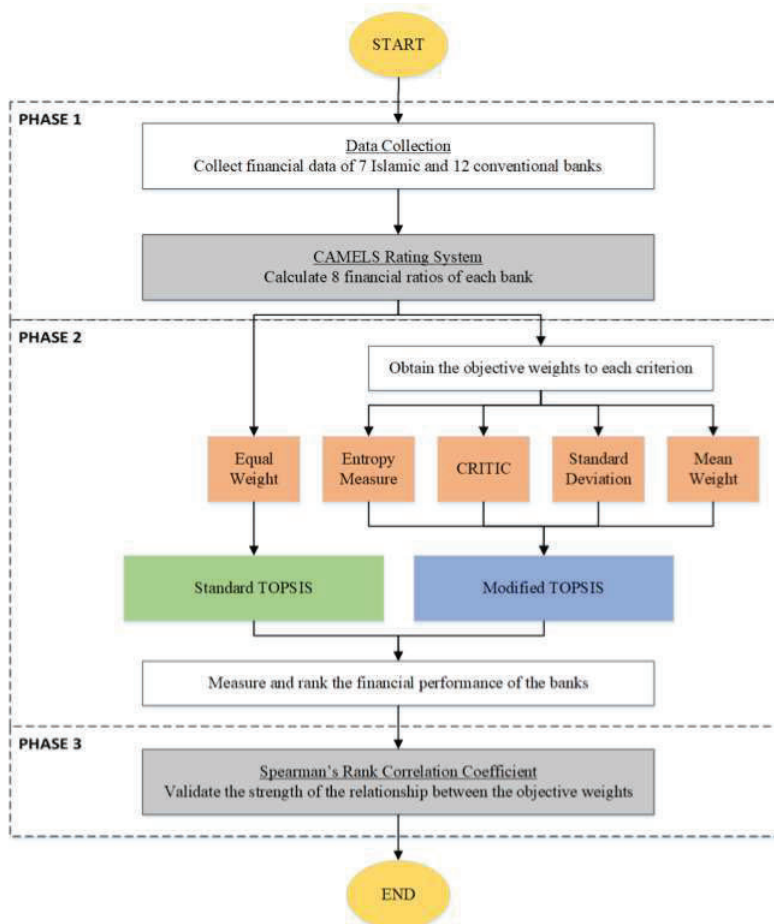 START
PHASE 1
Data Collection
Collect financial data of 7 Islamic and 12 conventional banks
CAMELS Rating System
Calculate 8 financial ratios of each bank
PHASE 2
Obtain the objective weights to each criterion
Equal
Weight
Entropy
Measure
CRITIC
Standard
Deviation
Mean
Weight
Standard TOPSIS
Modified TOPSIS
Measure and rank the financial performance of the banks
PHASE 3
Spearman's Rank Correlation Coefficient
Validate the strength of the relationship between the objective weights
END